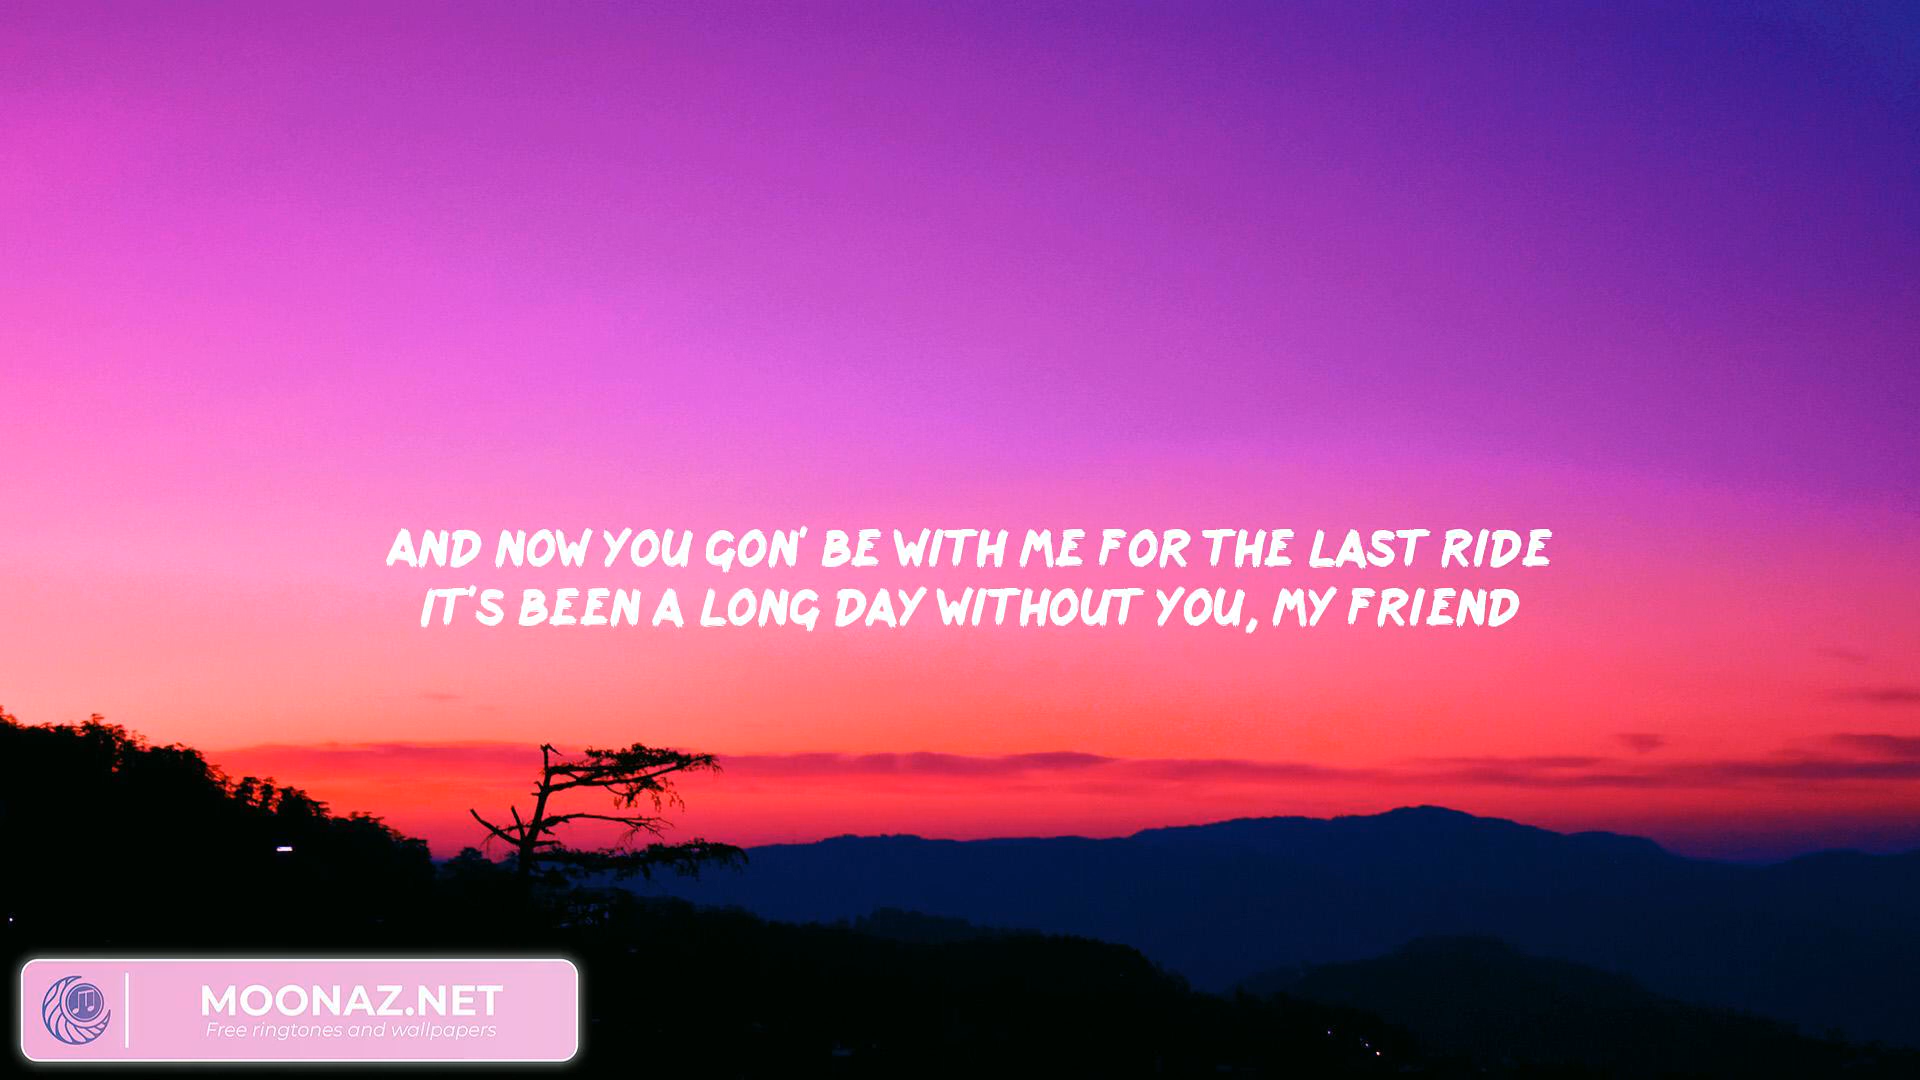 AND NOW YOU GON' BE WITH ME FOR THE LAST RIDE
IT'S BEEN A LONG DAY WITHOUT YOU, MY FRIEND
MOONAZ.NET
Free ringtones and wallpapers